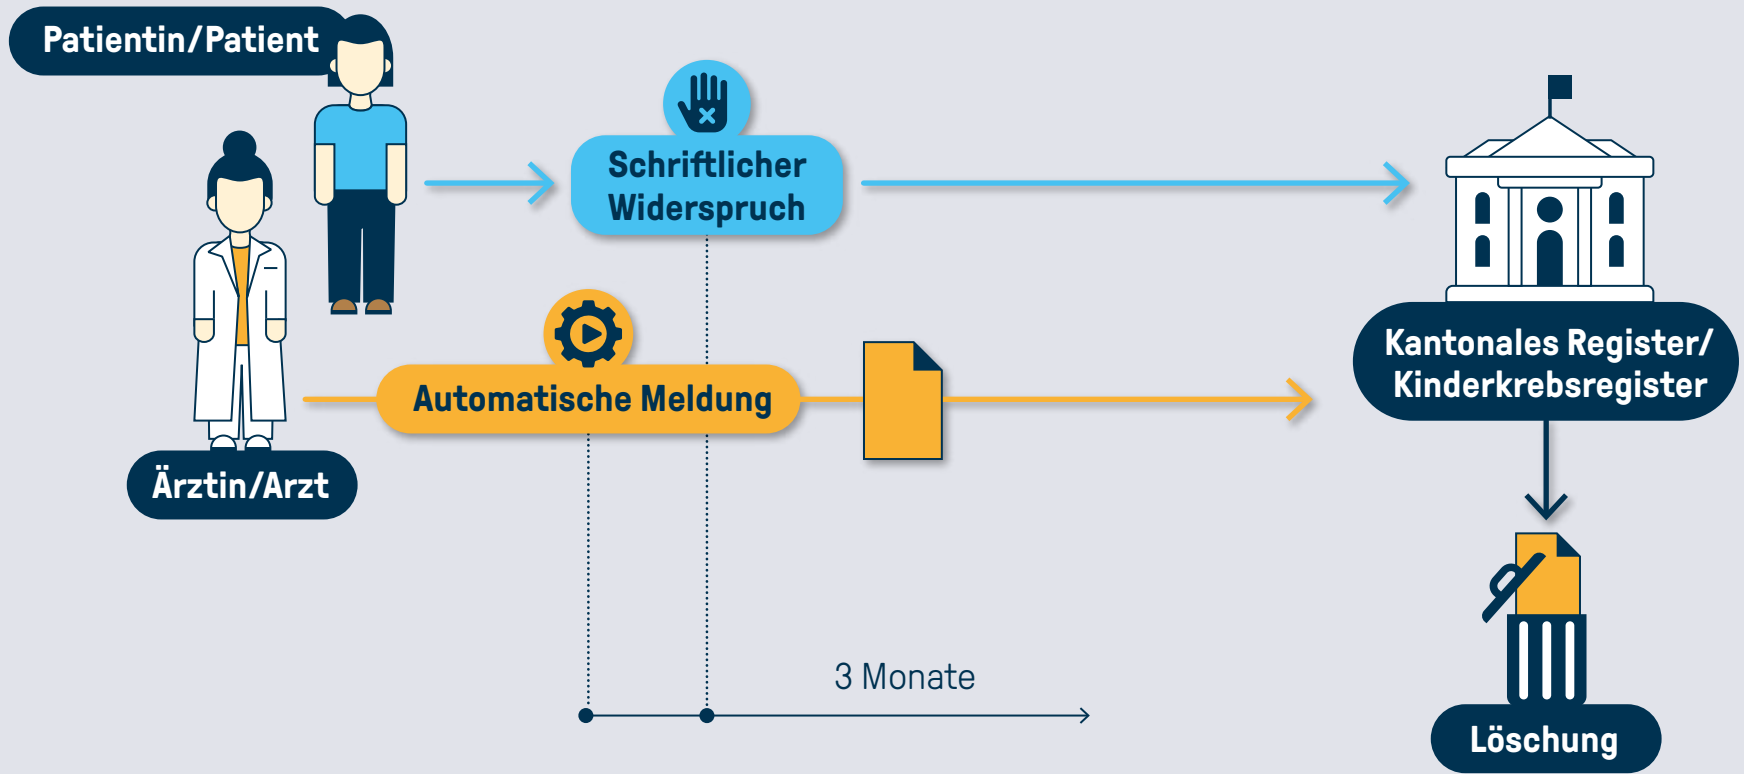 Patientin/Patient
Schriftlicher
Widerspruch
Automatische Meldung
Kantonales Register/
Kinderkrebsregister
Ärztin/Arzt
3 Monate
Löschung